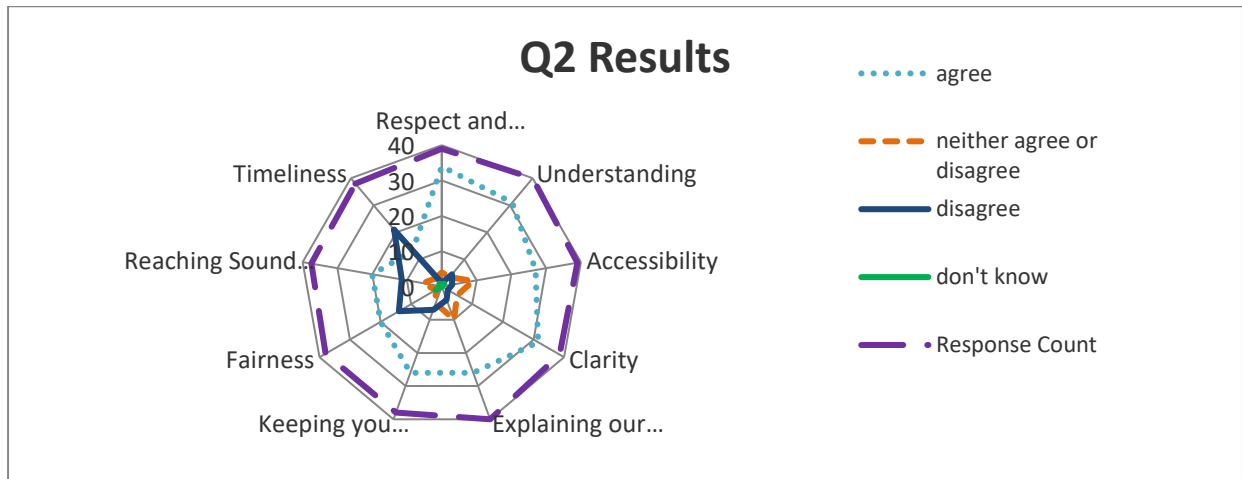 Q2 Results
Respect and...
Understanding
Accessibility
Clarity
Explaining our...
Keeping you...
Fairness
Reaching Sound...
Timeliness
40
30
20
10
0
agree
neither agree or
disagree
disagree
don't know
Response Count